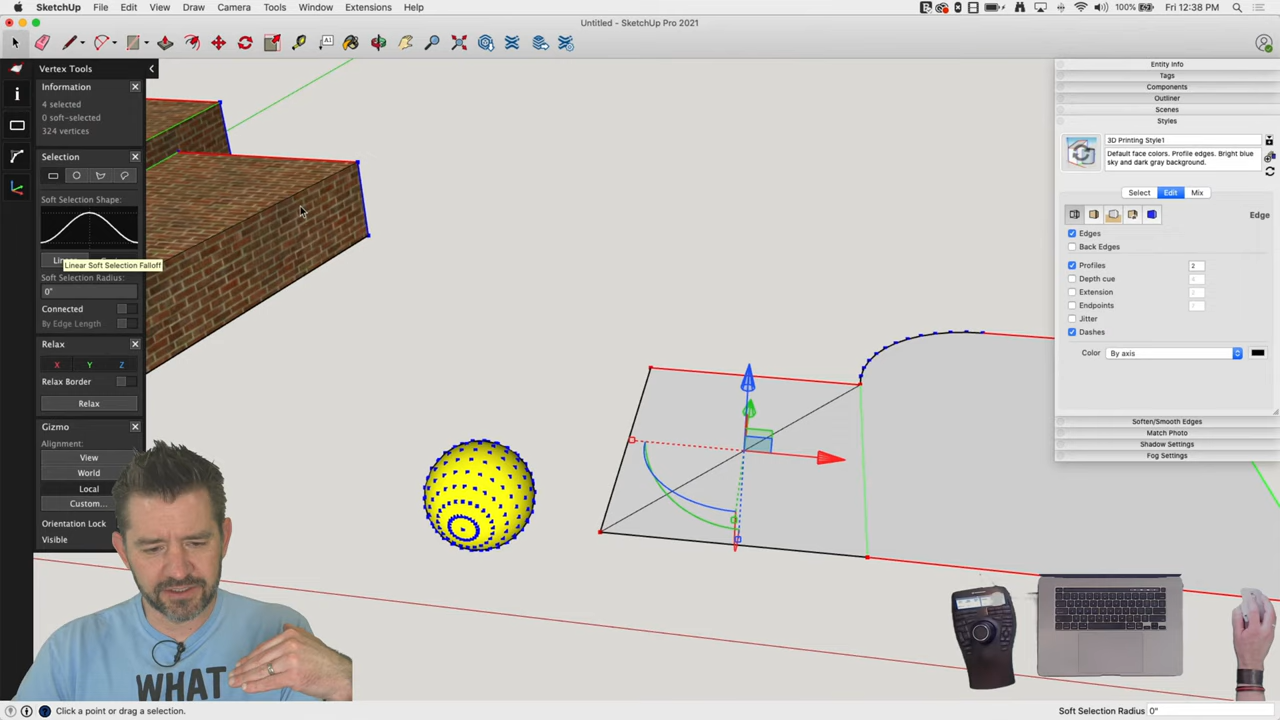 SketchUp File Edit View Draw Camera Tools Window Extensions Help
100% Fri 12:38 PM
Untitled - SketchUp Pro 2021
A1
Vertex Tools
Information
4 selected
0 soft-selected
324 vertices
Selection
Soft Selection Shape:
Linear Soft Selection Falloff
Soft Selection Radius:
0"
Connected
By Edge Length
Relax
X Y Z
Relax Border
Relax
Gizmo
Alignment:
View
World
Local
Custom...
Orientation Lock
Visible
Entity Info
Tags
Components
Outliner
Scenes
Styles
3D Printing Style1
Default face colors. Profile edges. Bright blue
sky and dark gray background.
Select Edit Mix
Edge
Edges
Back Edges
Profiles 2
Depth cue
Extension
Endpoints
Jitter
Dashes
Color By axis
Soften/Smooth Edges
Match Photo
Shadow Settings
Fog Settings
WHAT
Click a point or drag a selection.
Soft Selection Radius 0"